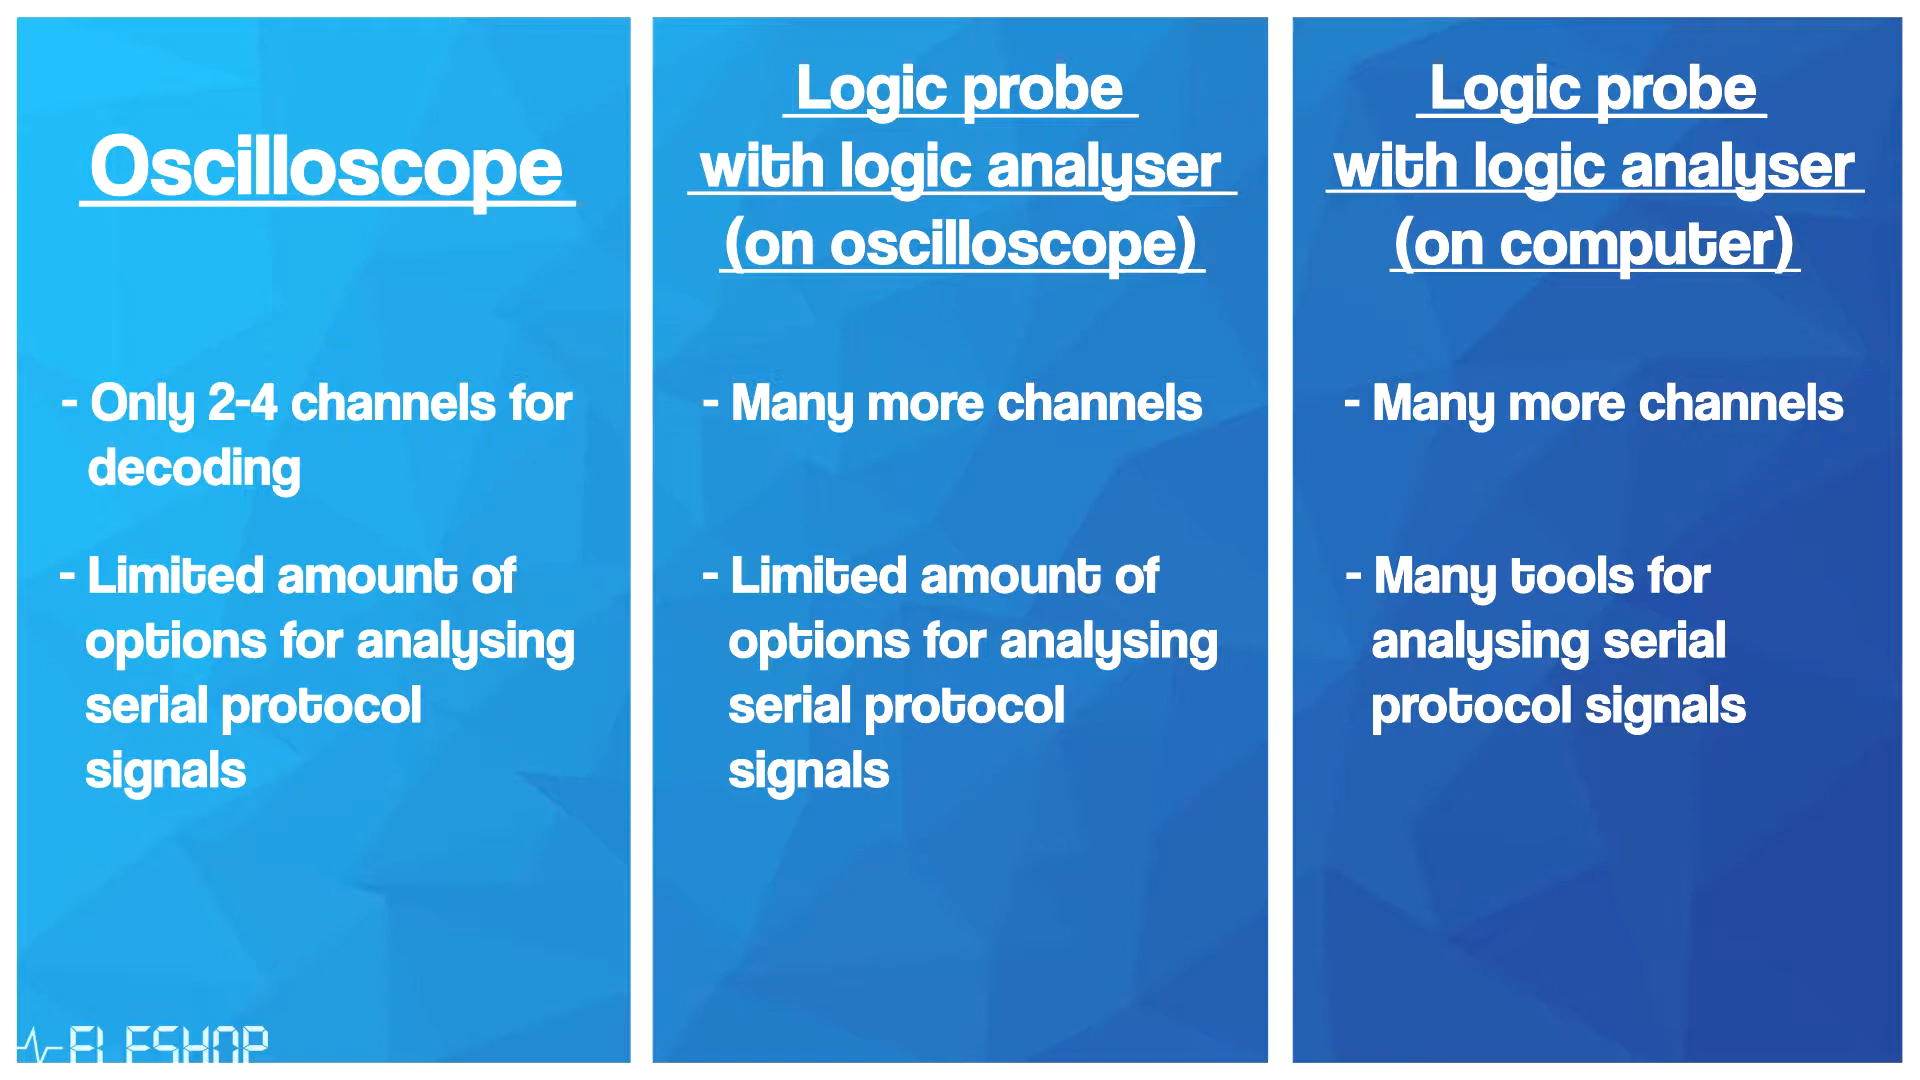 Oscilloscope
- Only 2-4 channels for
decoding
- Limited amount of
options for analysing
serial protocol
signals
Logic probe
with logic analyser
(on oscilloscope)
- Many more channels
- Limited amount of
options for analysing
serial protocol
signals
Logic probe
with logic analyser
(on computer)
- Many more channels
- Many tools for
analysing serial
protocol signals
ELESHOP